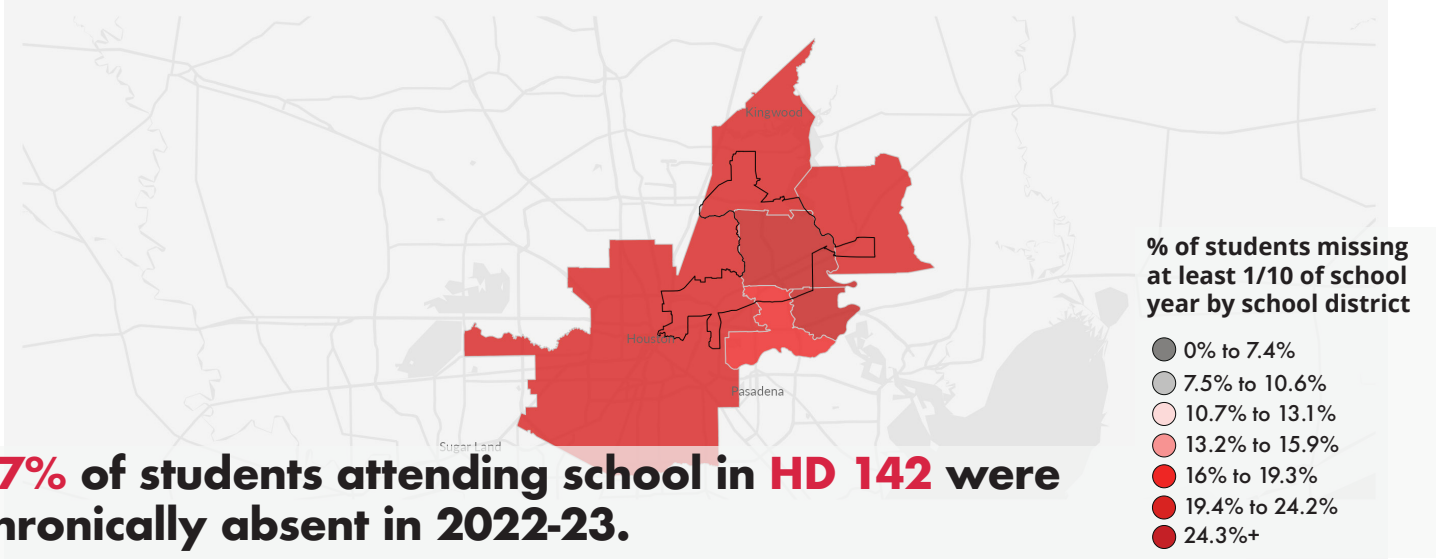 Kingwood
Houston
Pasadena
Sugar Land
% of students missing
at least 1/10 of school
year by school district
0% to 7.4%
7.5% to 10.6%
10.7% to 13.1%
13.2% to 15.9%
16% to 19.3%
19.4% to 24.2%
24.3%+
7% of students attending school in HD 142 were
hronically absent in 2022-23.